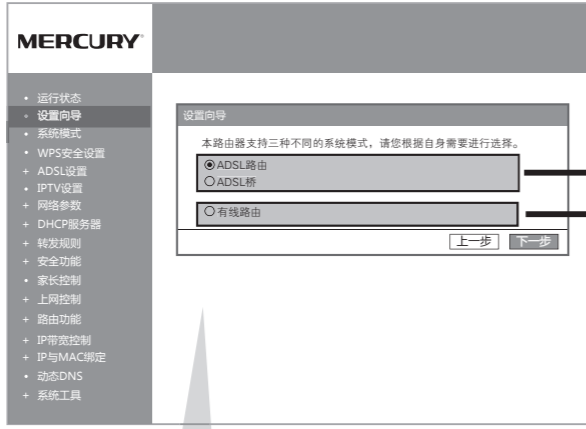 MERCURY®
• 运行状态
• 设置向导
• 系统模式
• WPS安全设置
+ ADSL设置
• IPTV设置
+ 网络参数
+ DHCP服务器
+ 转发规则
+ 安全功能
• 家长控制
+ 上网控制
+ 路由功能
+ IP带宽控制
+ IP与MAC绑定
• 动态DNS
+ 系统工具
设置向导
本路由器支持三种不同的系统模式，请您根据自身需要进行选择。
ADSL路由
ADSL桥
有线路由
上一步 下一步